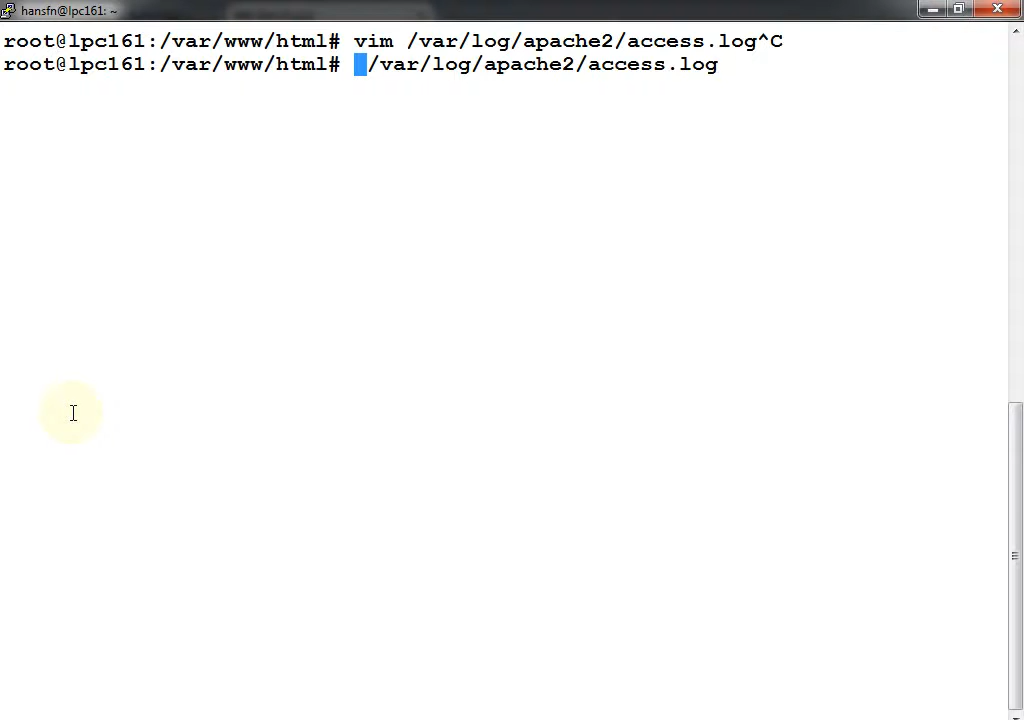 hansfn@lpc161: ~
root@lpc161:/var/www/html# vim /var/log/apache2/access.log^C
root@lpc161:/var/www/html#  /var/log/apache2/access.log